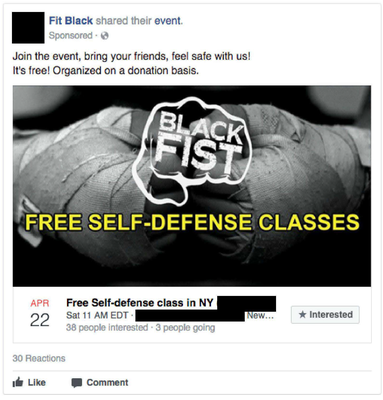 Fit Black shared their event.
Sponsored ·
Join the event, bring your friends, feel safe with us!
It's free! Organized on a donation basis.
BLACK
FIST
FREE SELF-DEFENSE CLASSES
APR
22
Free Self-defense class in NY
Sat 11 AM EDT ·
New...
38 people interested · 3 people going
★ Interested
30 Reactions
Like
Comment